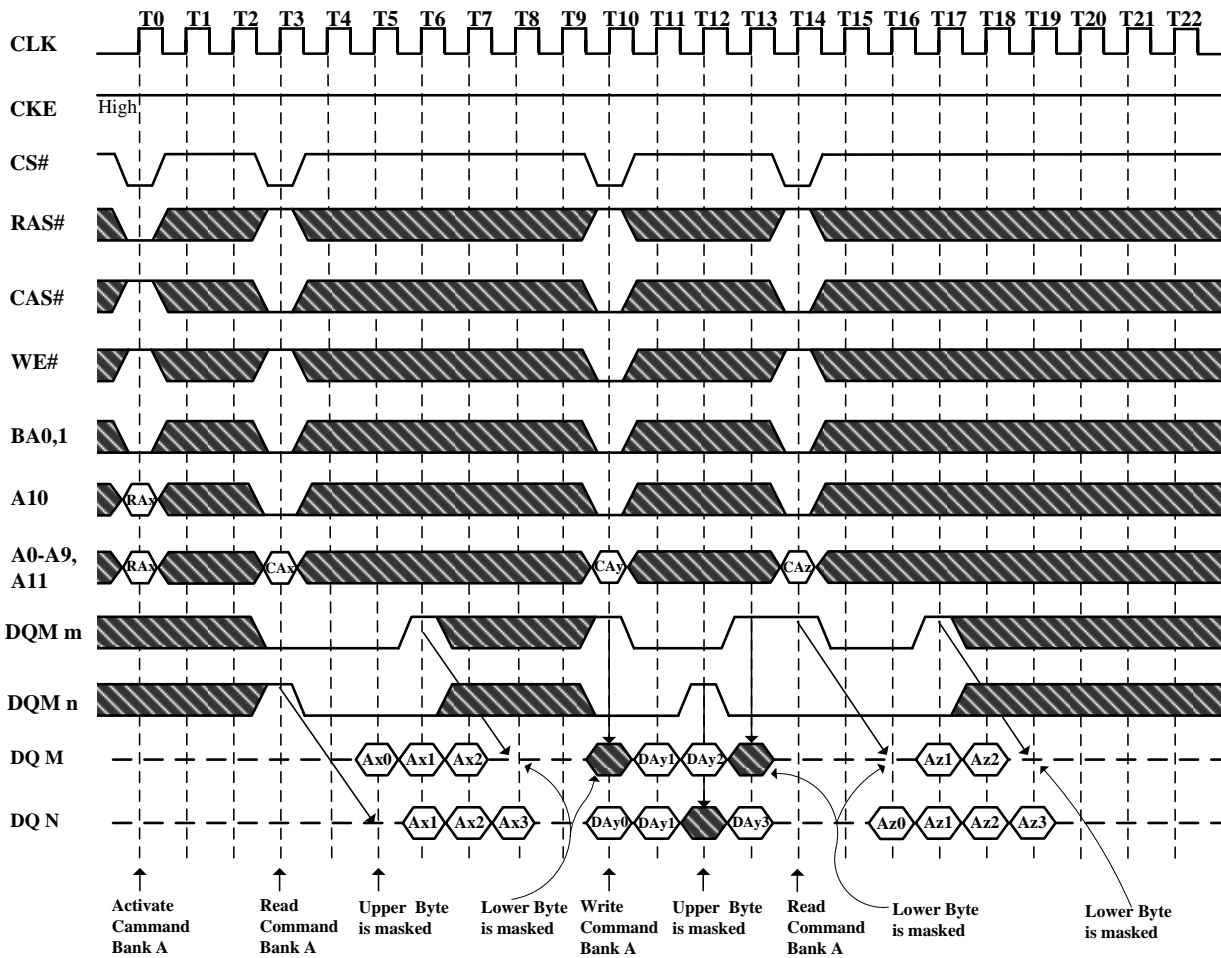 T0 T1 T2 T3 T4 T5 T6 T7 T8 T9 T10 T11 T12 T13 T14 T15 T16 T17 T18 T19 T20 T21 T22
CLK
CKE High
CS#
RAS#
CAS#
WE#
BA0,1
A10 RAx
A0-A9,
A11
RAx CAx CAy CAz
DQM m
DQM n
DQ M Ax0 Ax1 Ax2 DAy1 DAy2 Az1 Az2
DQ N Ax1 Ax2 Ax3 DAy0 DAy1 DAy3 Az0 Az1 Az2 Az3
Activate
Cammand
Bank A
Read
Command
Bank A
Upper Byte
is masked
Lower Byte
is masked
Write
Command
Bank A
Upper Byte
is masked
Read
Command
Bank A
Lower Byte
is masked
Lower Byte
is masked